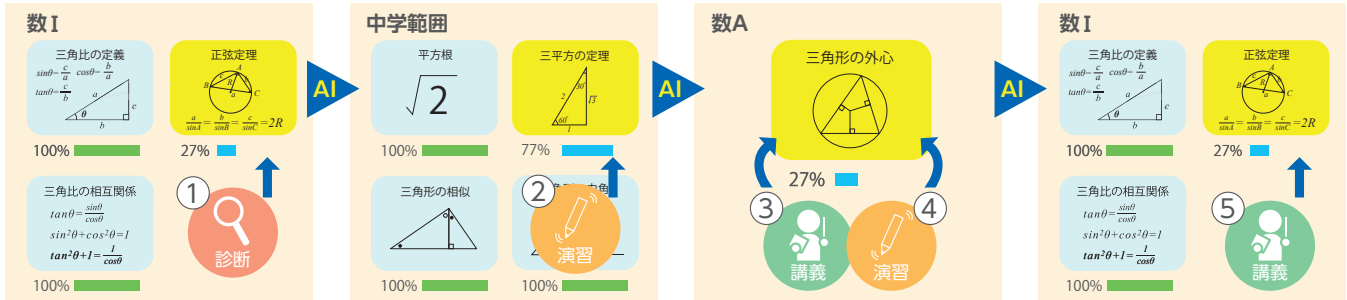 数Ⅰ
三角比の定義
sinθ=c/a cosθ=b/a
tanθ=c/b
a
c
θ
b
100%
正弦定理
A
c
b
B
R
a
C
a/sinA=b/sinB=c/sinC=2R
27%
三角比の相互関係
tanθ=sinθ/cosθ
sin²θ+cos²θ=1
tan²θ+1=1/cosθ
100%
①
診断
AI
中学範囲
平方根
√2
100%
三平方の定理
30°
2
√3
60°
1
77%
三角形の相似
100%
②
演習
100%
AI
数A
三角形の外心
27%
③
講義
④
演習
AI
数Ⅰ
三角比の定義
sinθ=c/a cosθ=b/a
tanθ=c/b
a
c
θ
b
100%
正弦定理
A
c
b
B
R
a
C
a/sinA=b/sinB=c/sinC=2R
27%
三角比の相互関係
tanθ=sinθ/cosθ
sin²θ+cos²θ=1
tan²θ+1=1/cosθ
100%
⑤
講義